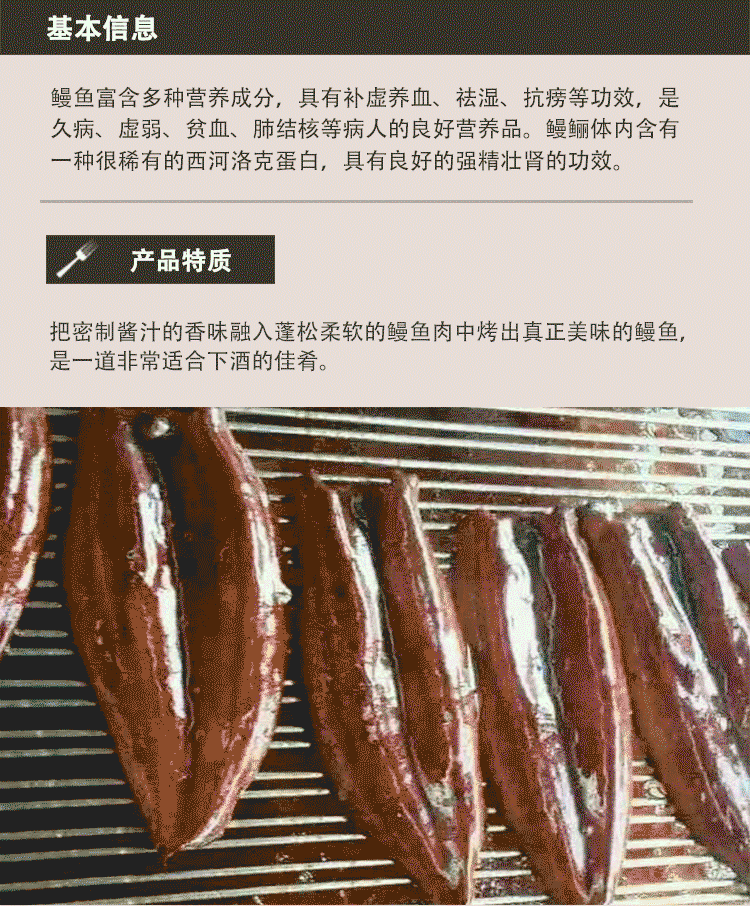 基本信息
鳗鱼富含多种营养成分，具有补虚养血、祛湿、抗痨等功效，是
久病、虚弱、贫血、肺结核等病人的良好营养品。鳗鲡体内含有
一种很稀有的西河洛克蛋白，具有良好的强精壮肾的功效。
产品特质
把密制酱汁的香味融入蓬松柔软的鳗鱼肉中烤出真正美味的鳗鱼,
是一道非常适合下酒的佳肴。